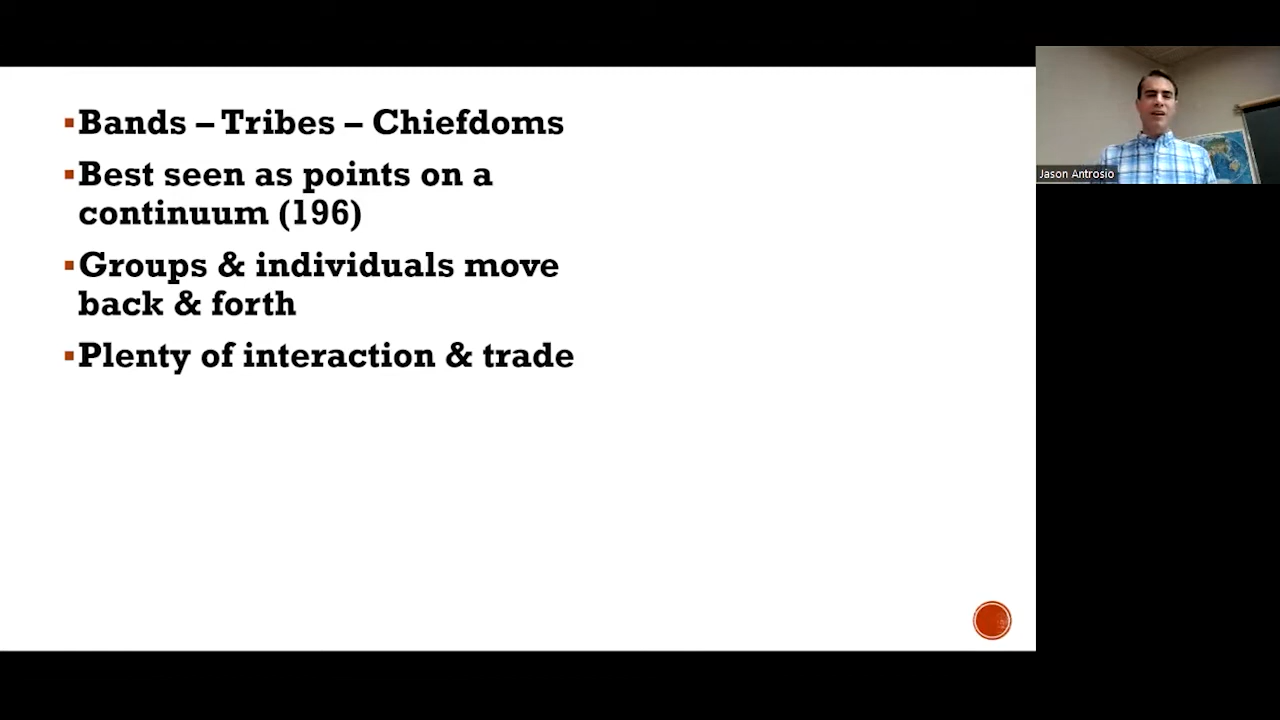 ▪Bands – Tribes – Chiefdoms
▪Best seen as points on a
continuum (196)
▪Groups & individuals move
back & forth
▪Plenty of interaction & trade
Jason Antrosio